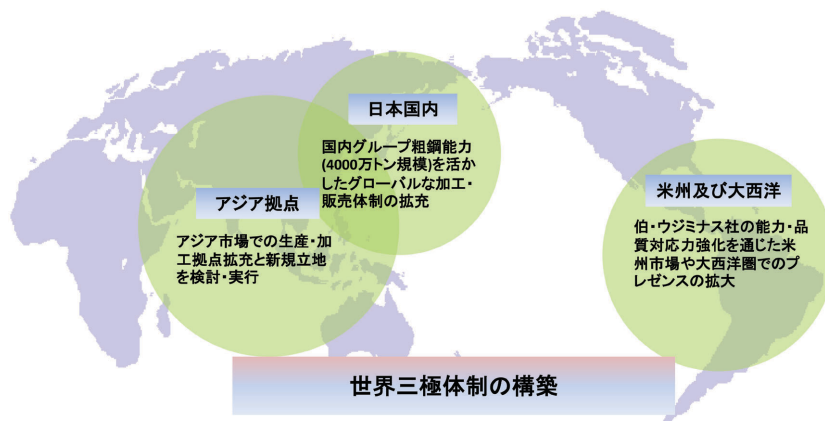 日本国内
国内グループ粗鋼能力
(4000万トン規模)を活か
したグローバルな加工・
販売体制の拡充
アジア拠点
アジア市場での生産・加
工拠点拡充と新規立地
を検討・実行
米州及び大西洋
伯・ウジミナス社の能力・品
質対応力強化を通じた米
州市場や大西洋圏でのプ
レゼンスの拡大
世界三極体制の構築